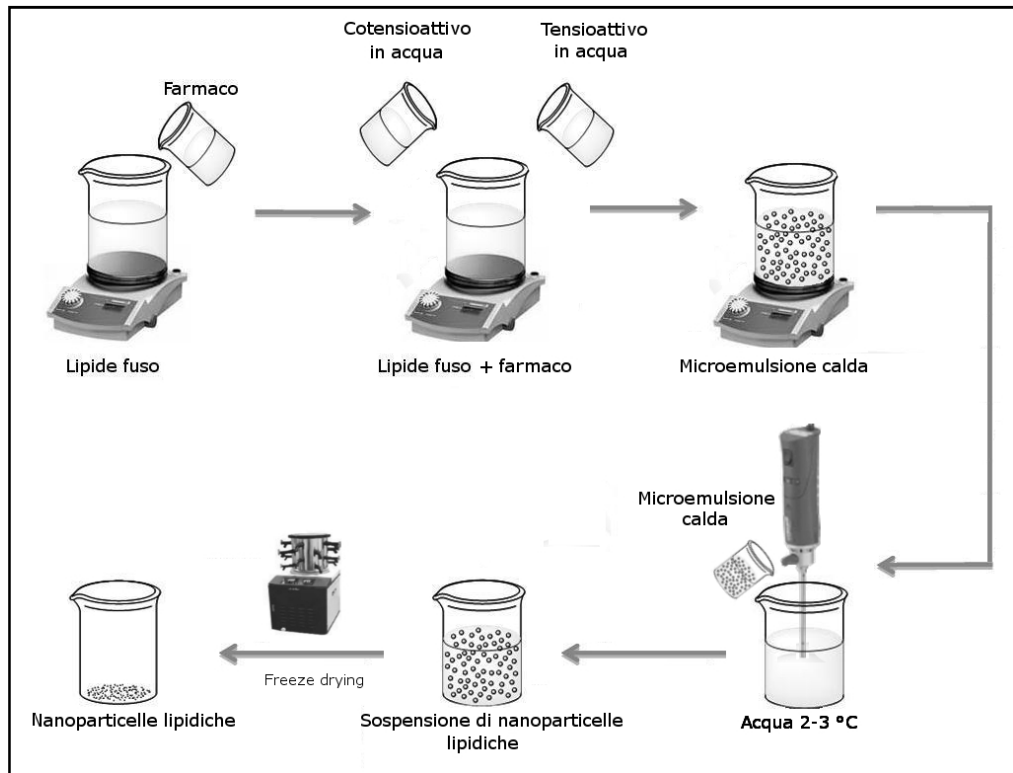 Farmaco
Cotensioattivo
in acqua
Tensioattivo
in acqua
Lipide fuso
Lipide fuso + farmaco
Microemulsione calda
Microemulsione
calda
Acqua 2-3 °C
Freeze drying
Sospensione di nanoparticelle
lipidiche
Nanoparticelle lipidiche